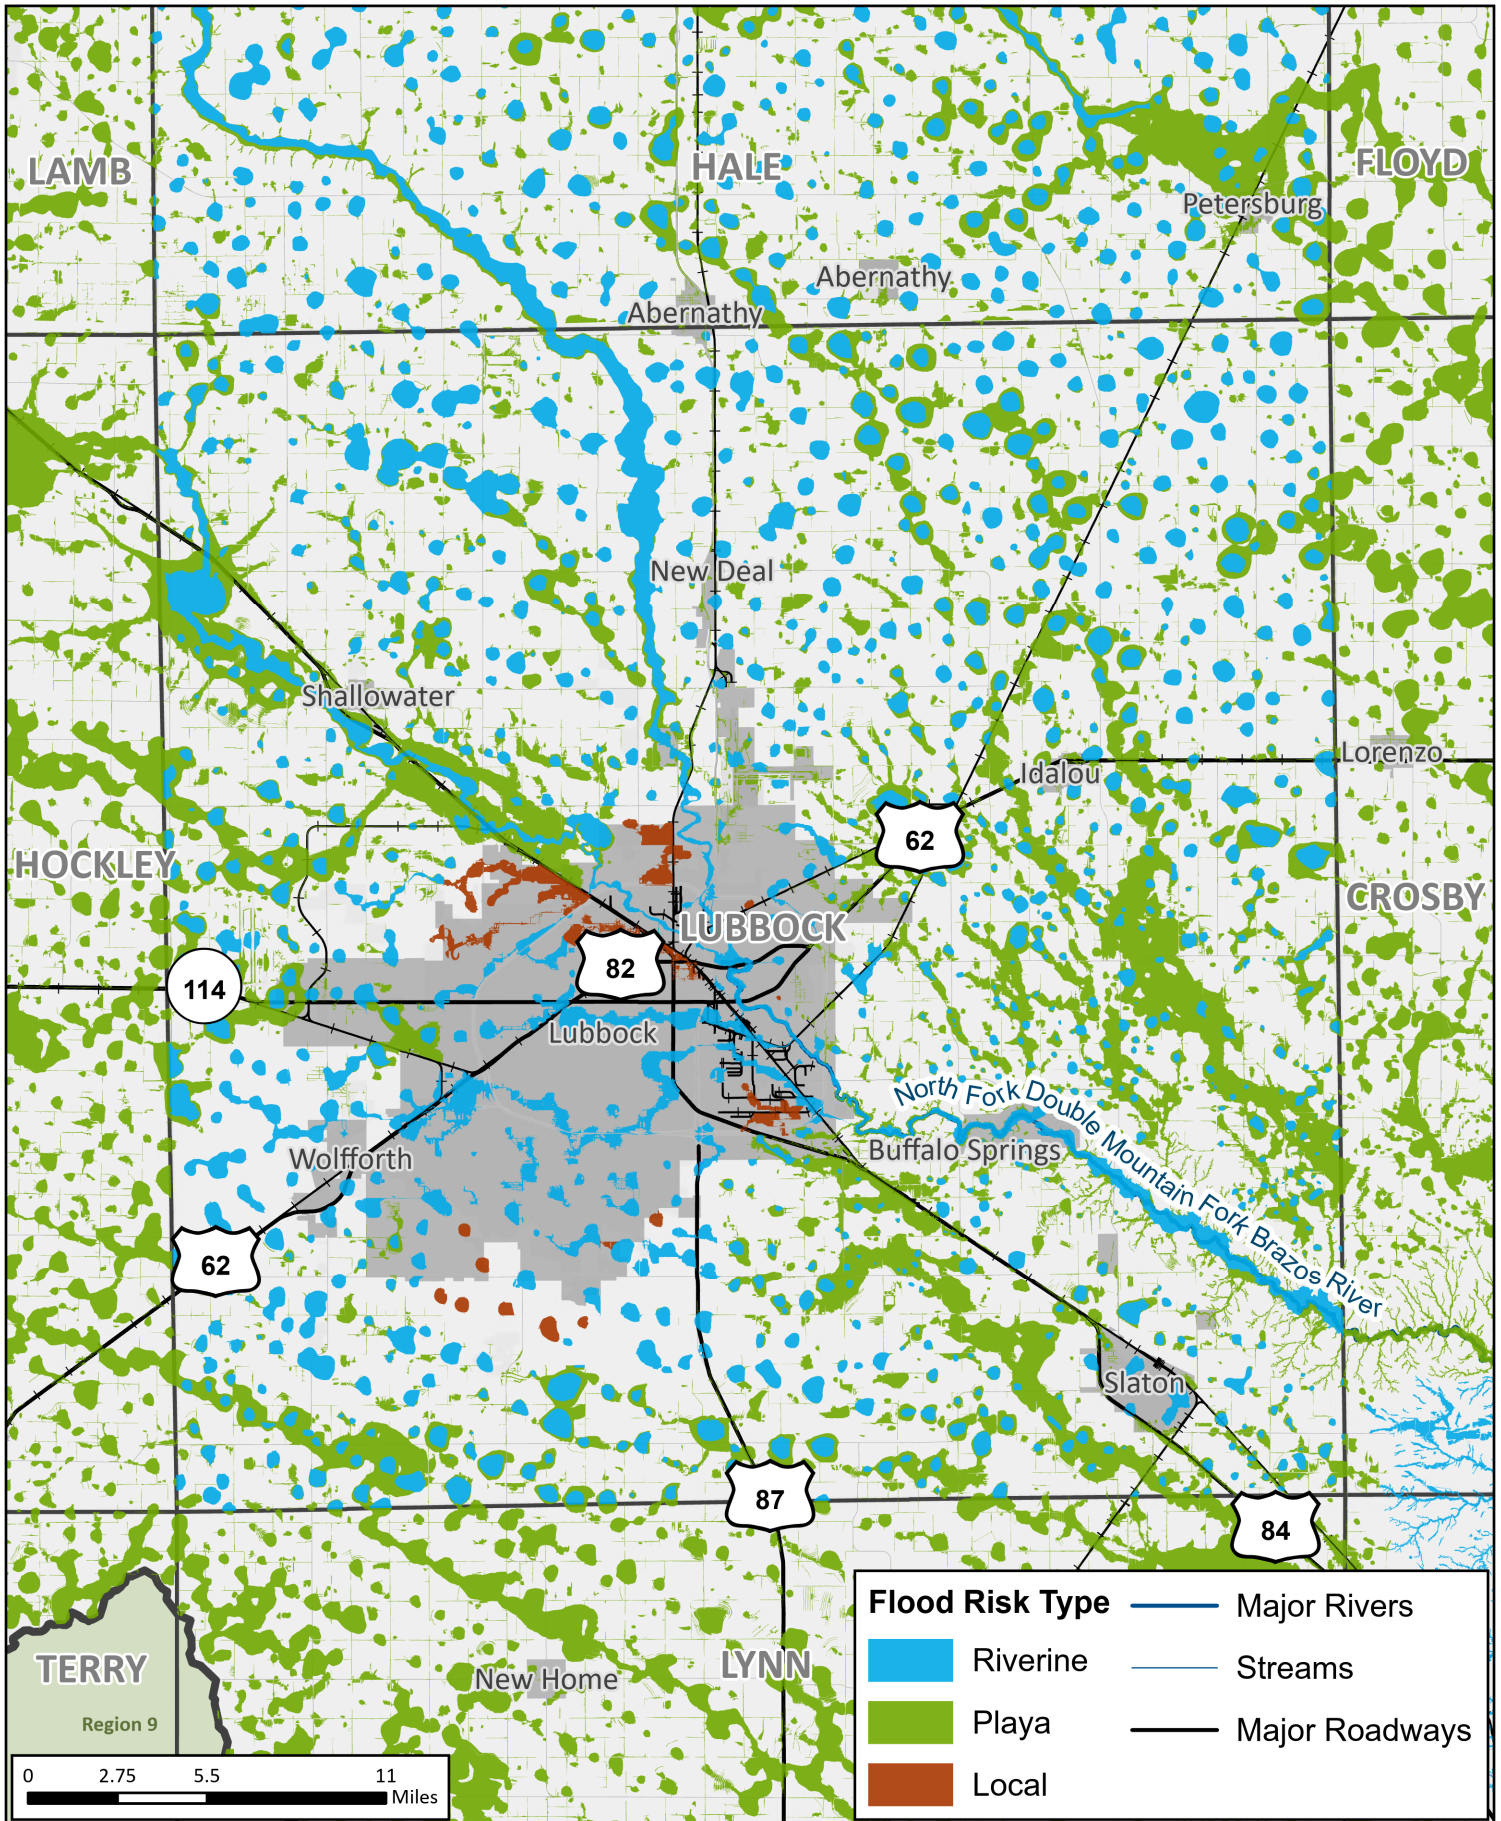 LAMB
HALE
FLOYD
Petersburg
Abernathy
Abernathy
New Deal
Shallowater
Idalou
Lorenzo
62
HOCKLEY
CROSBY
LUBBOCK
82
114
Lubbock
North Fork Double Mountain Fork Brazos River
Buffalo Springs
Wolfforth
62
Slaton
87
84
TERRY
Region 9
New Home
LYNN
Flood Risk Type
Riverine
Playa
Local
Major Rivers
Streams
Major Roadways
0 2.75 5.5 11
Miles